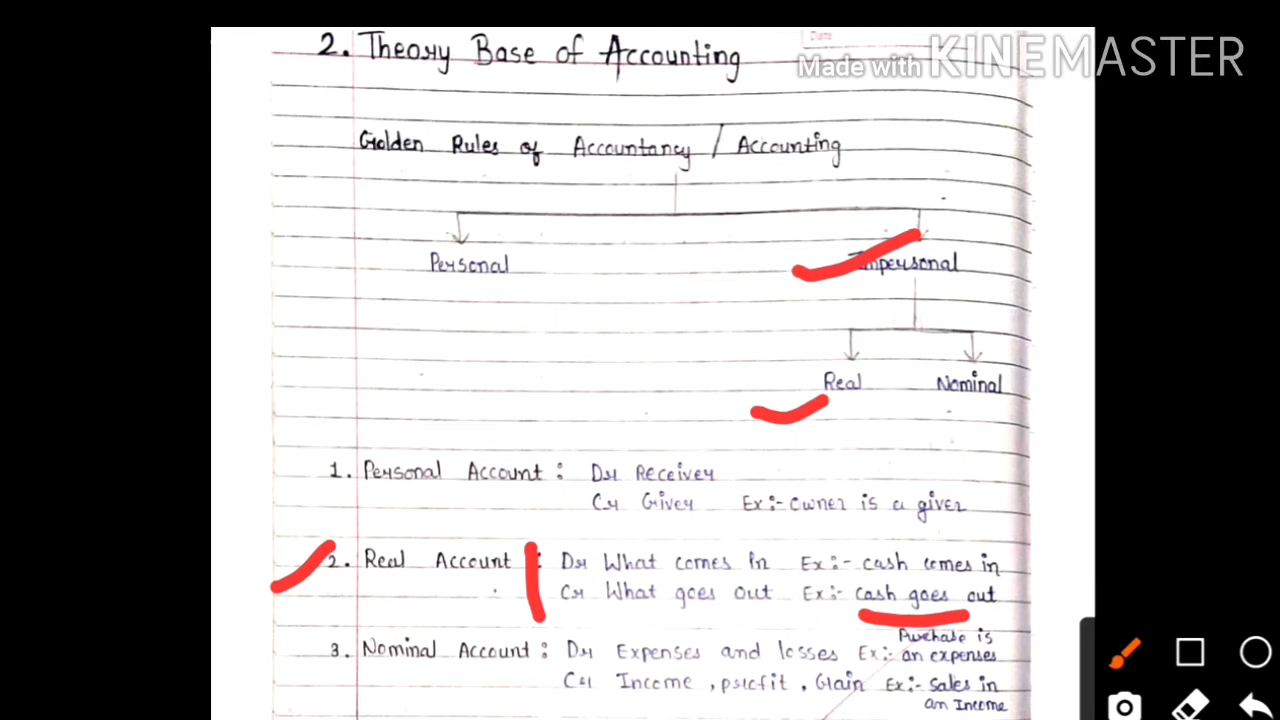 2. Theory Base of Accounting
Date
Made with KINEMASTER
Golden Rules of Accountancy / Accounting
Personal
Impersonal
Real
Nominal
1. Personal Account : Dr Receiver
Cr Giver Ex:- Owner is a giver
2. Real Account : Dr What comes in Ex:- cash comes in
Cr What goes out Ex:- cash goes out
Purchase is
3. Nominal Account : Dr Expenses and losses Ex:- an expenses
Cr Income , profit , Gain Ex:- Sales in
an Income